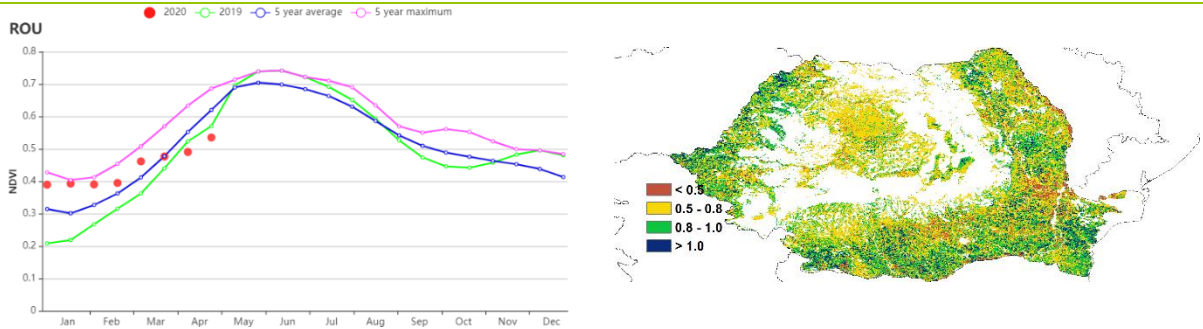 2020 2019 5 year average 5 year maximum
ROU
0.8
0.7
0.6
0.5
0.4
0.3
0.2
0.1
0
NDVI
Jan Feb Mar Apr May Jun Jul Aug Sep Oct Nov Dec
< 0.5
0.5 - 0.8
0.8 - 1.0
> 1.0